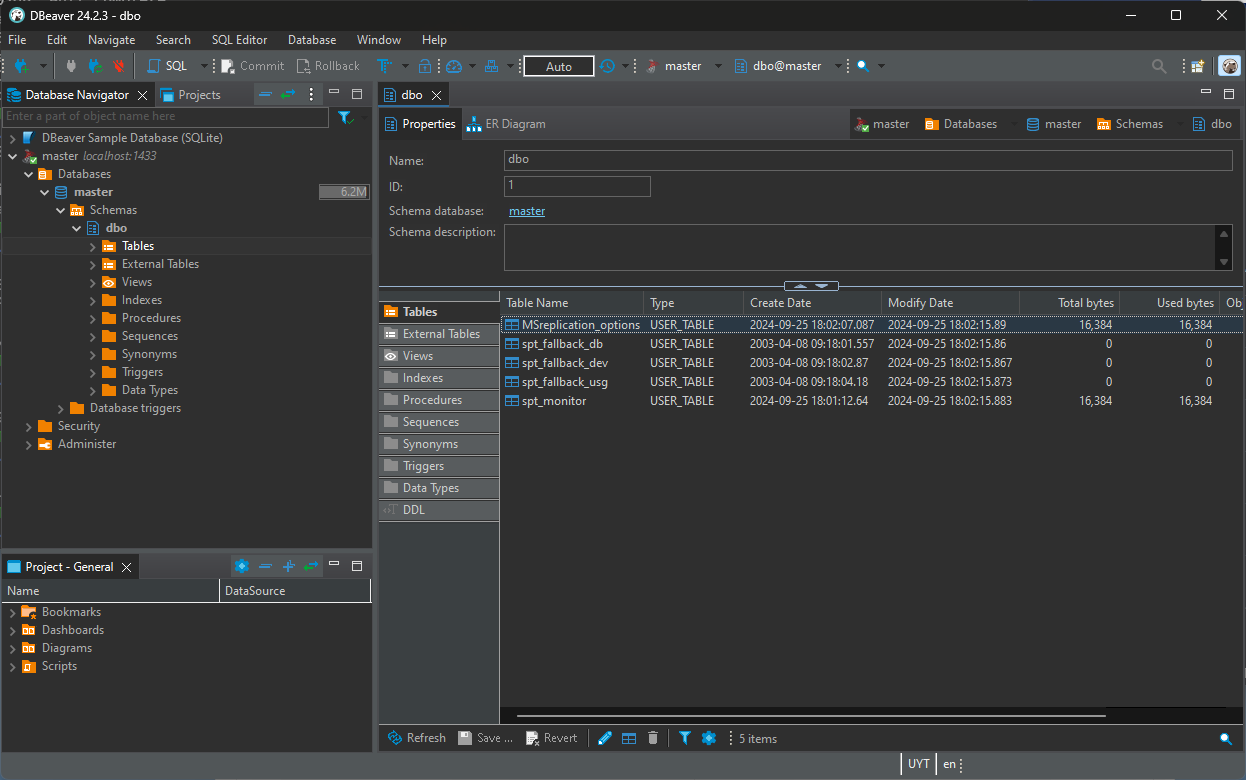 DBeaver 24.2.3 - dbo
File Edit Navigate Search SQL Editor Database Window Help
SQL Commit Rollback Auto master dbo@master
Database Navigator Projects
Enter a part of object name here
DBeaver Sample Database (SQLite)
master localhost:1433
Databases
master 6.2M
Schemas
dbo
Tables
External Tables
Views
Indexes
Procedures
Sequences
Synonyms
Triggers
Data Types
Database triggers
Security
Administer
Project - General
Name DataSource
Bookmarks
Dashboards
Diagrams
Scripts
dbo
Properties ER Diagram master Databases master Schemas dbo
Name: dbo
ID: 1
Schema database: master
Schema description:
Tables
External Tables
Views
Indexes
Procedures
Sequences
Synonyms
Triggers
Data Types
DDL
Table Name Type Create Date Modify Date Total bytes Used bytes Obj
MSreplication_options USER_TABLE 2024-09-25 18:02:07.087 2024-09-25 18:02:15.89 16,384 16,384
spt_fallback_db USER_TABLE 2003-04-08 09:18:01.557 2024-09-25 18:02:15.86 0 0
spt_fallback_dev USER_TABLE 2003-04-08 09:18:02.87 2024-09-25 18:02:15.867 0 0
spt_fallback_usg USER_TABLE 2003-04-08 09:18:04.18 2024-09-25 18:02:15.873 0 0
spt_monitor USER_TABLE 2024-09-25 18:01:12.64 2024-09-25 18:02:15.883 16,384 16,384
Refresh Save ... Revert 5 items
UYT en